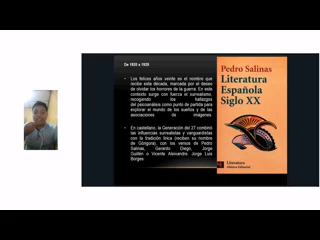 De 1920 a 1929
• Los felices años veinte es el nombre que
recibe esta década, marcada por el deseo
de olvidar los horrores de la guerra. En este
contexto surge con fuerza el surrealismo,
recogiendo los hallazgos
del psicoanálisis como punto de partida para
explorar el mundo de los sueños y de las
asociaciones de imágenes.
• En castellano, la Generación del 27 combinó
las influencias surrealistas y vanguardistas
con la tradición lírica (reciben su nombre
de Góngora), con los versos de Pedro
Salinas, Gerardo Diego, Jorge
Guillén o Vicente Aleixandre. Jorge Luis
Borges
Pedro Salinas
Literatura
Española
Siglo XX
Literatura
Alianza Editorial